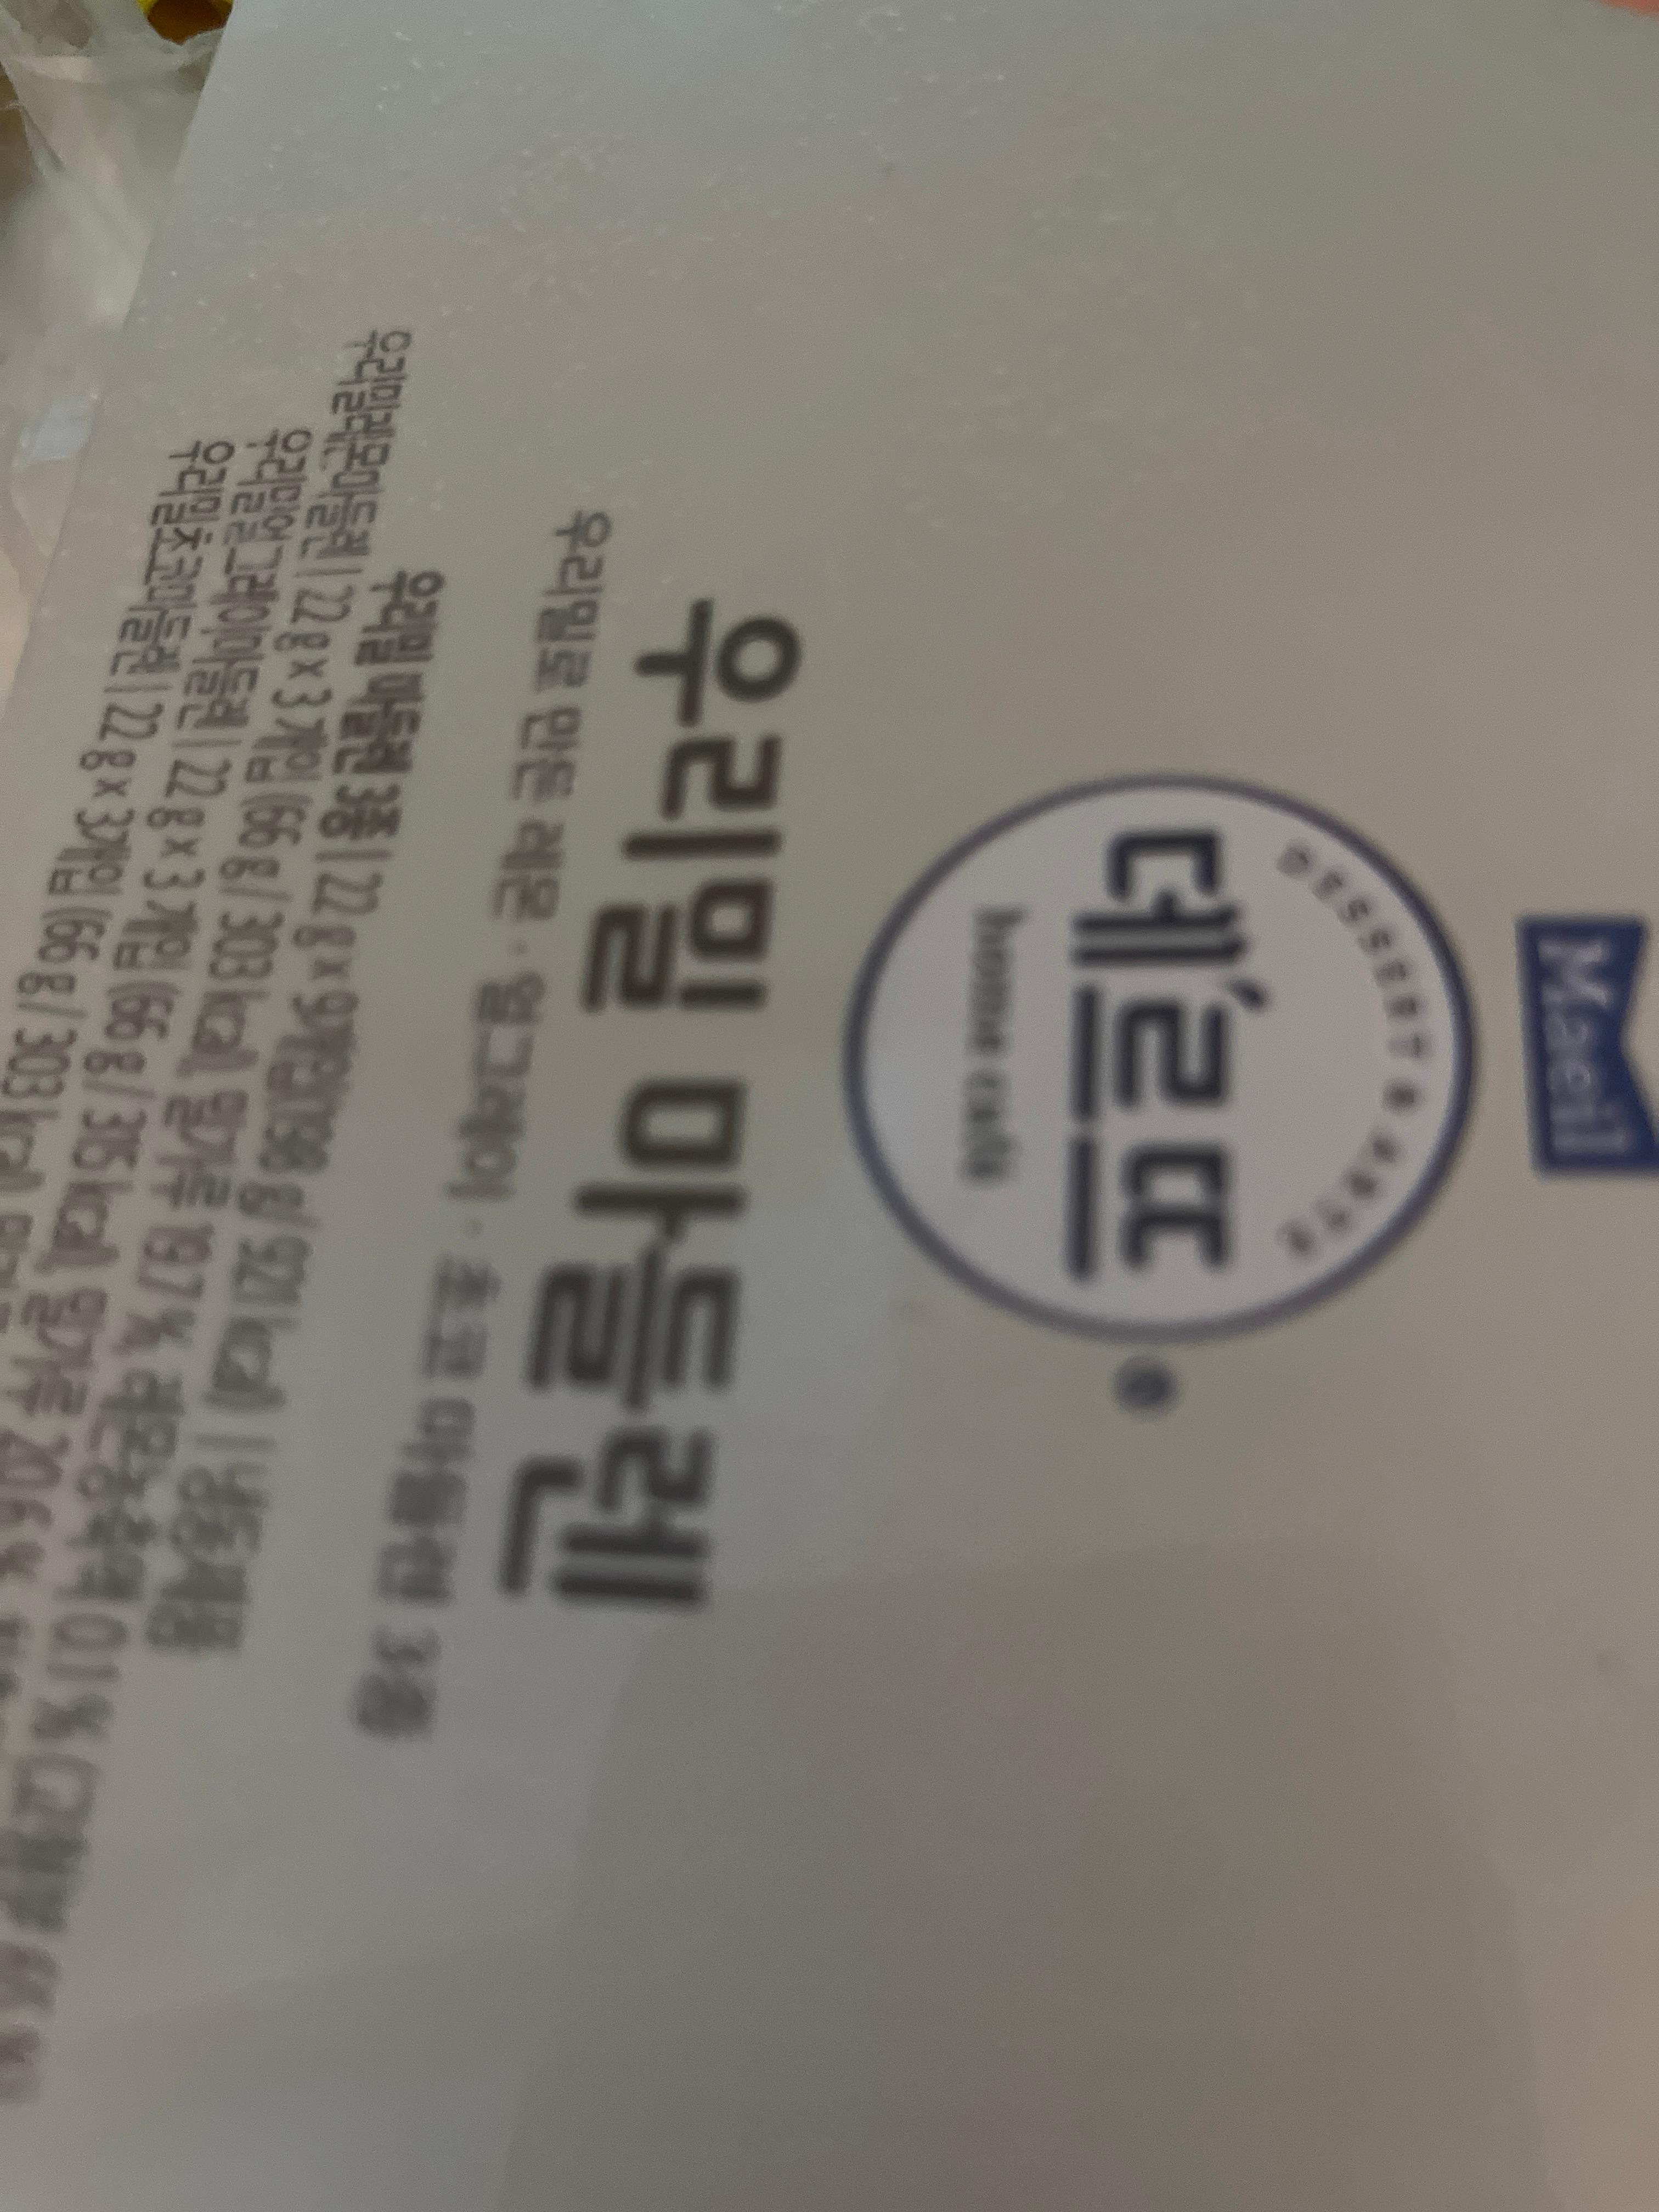 Maeil
DESSERT & ARTE
데르뜨
home café
®
우리밀 마들렌
우리밀로 만든 레몬·얼그레이·초코 마들렌 3종
우리밀 마들렌 3종 | 22 g x 9개입(198 g / 921 kcal) | 냉동제품
우리밀레몬마들렌 | 22 g x 3개입 (66 g / 303 kcal), 밀가루 19.7 %, 레몬농축액 0.1 %
우리밀얼그레이마들렌 | 22 g x 3개입 (66 g / 315 kcal), 밀가루 20.6 %
우리밀초코마들렌 | 22 g x 3개입 (66 g / 303 kcal)